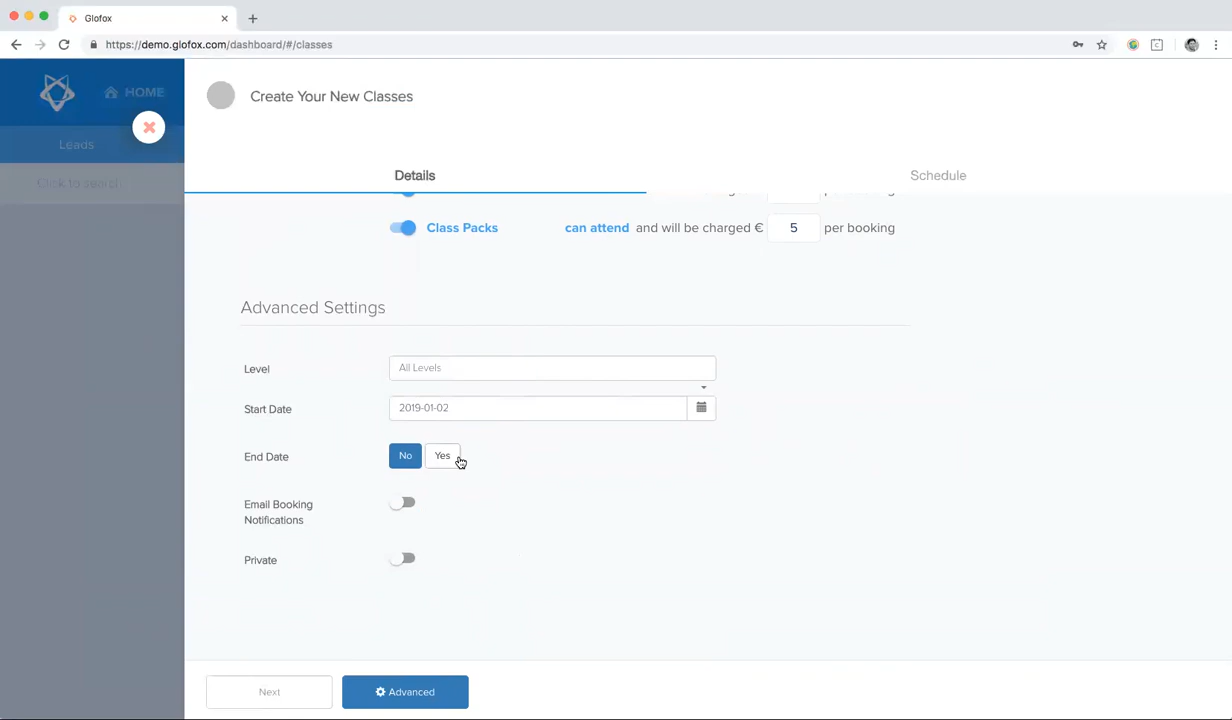 Glofox
https://demo.glofox.com/dashboard/#/classes
HOME
Create Your New Classes
Leads
Details
Schedule
Click to search
Class Packs can attend and will be charged € 5 per booking
Advanced Settings
Level
All Levels
Start Date
2019-01-02
End Date
No
Yes
Email Booking
Notifications
Private
Next
Advanced